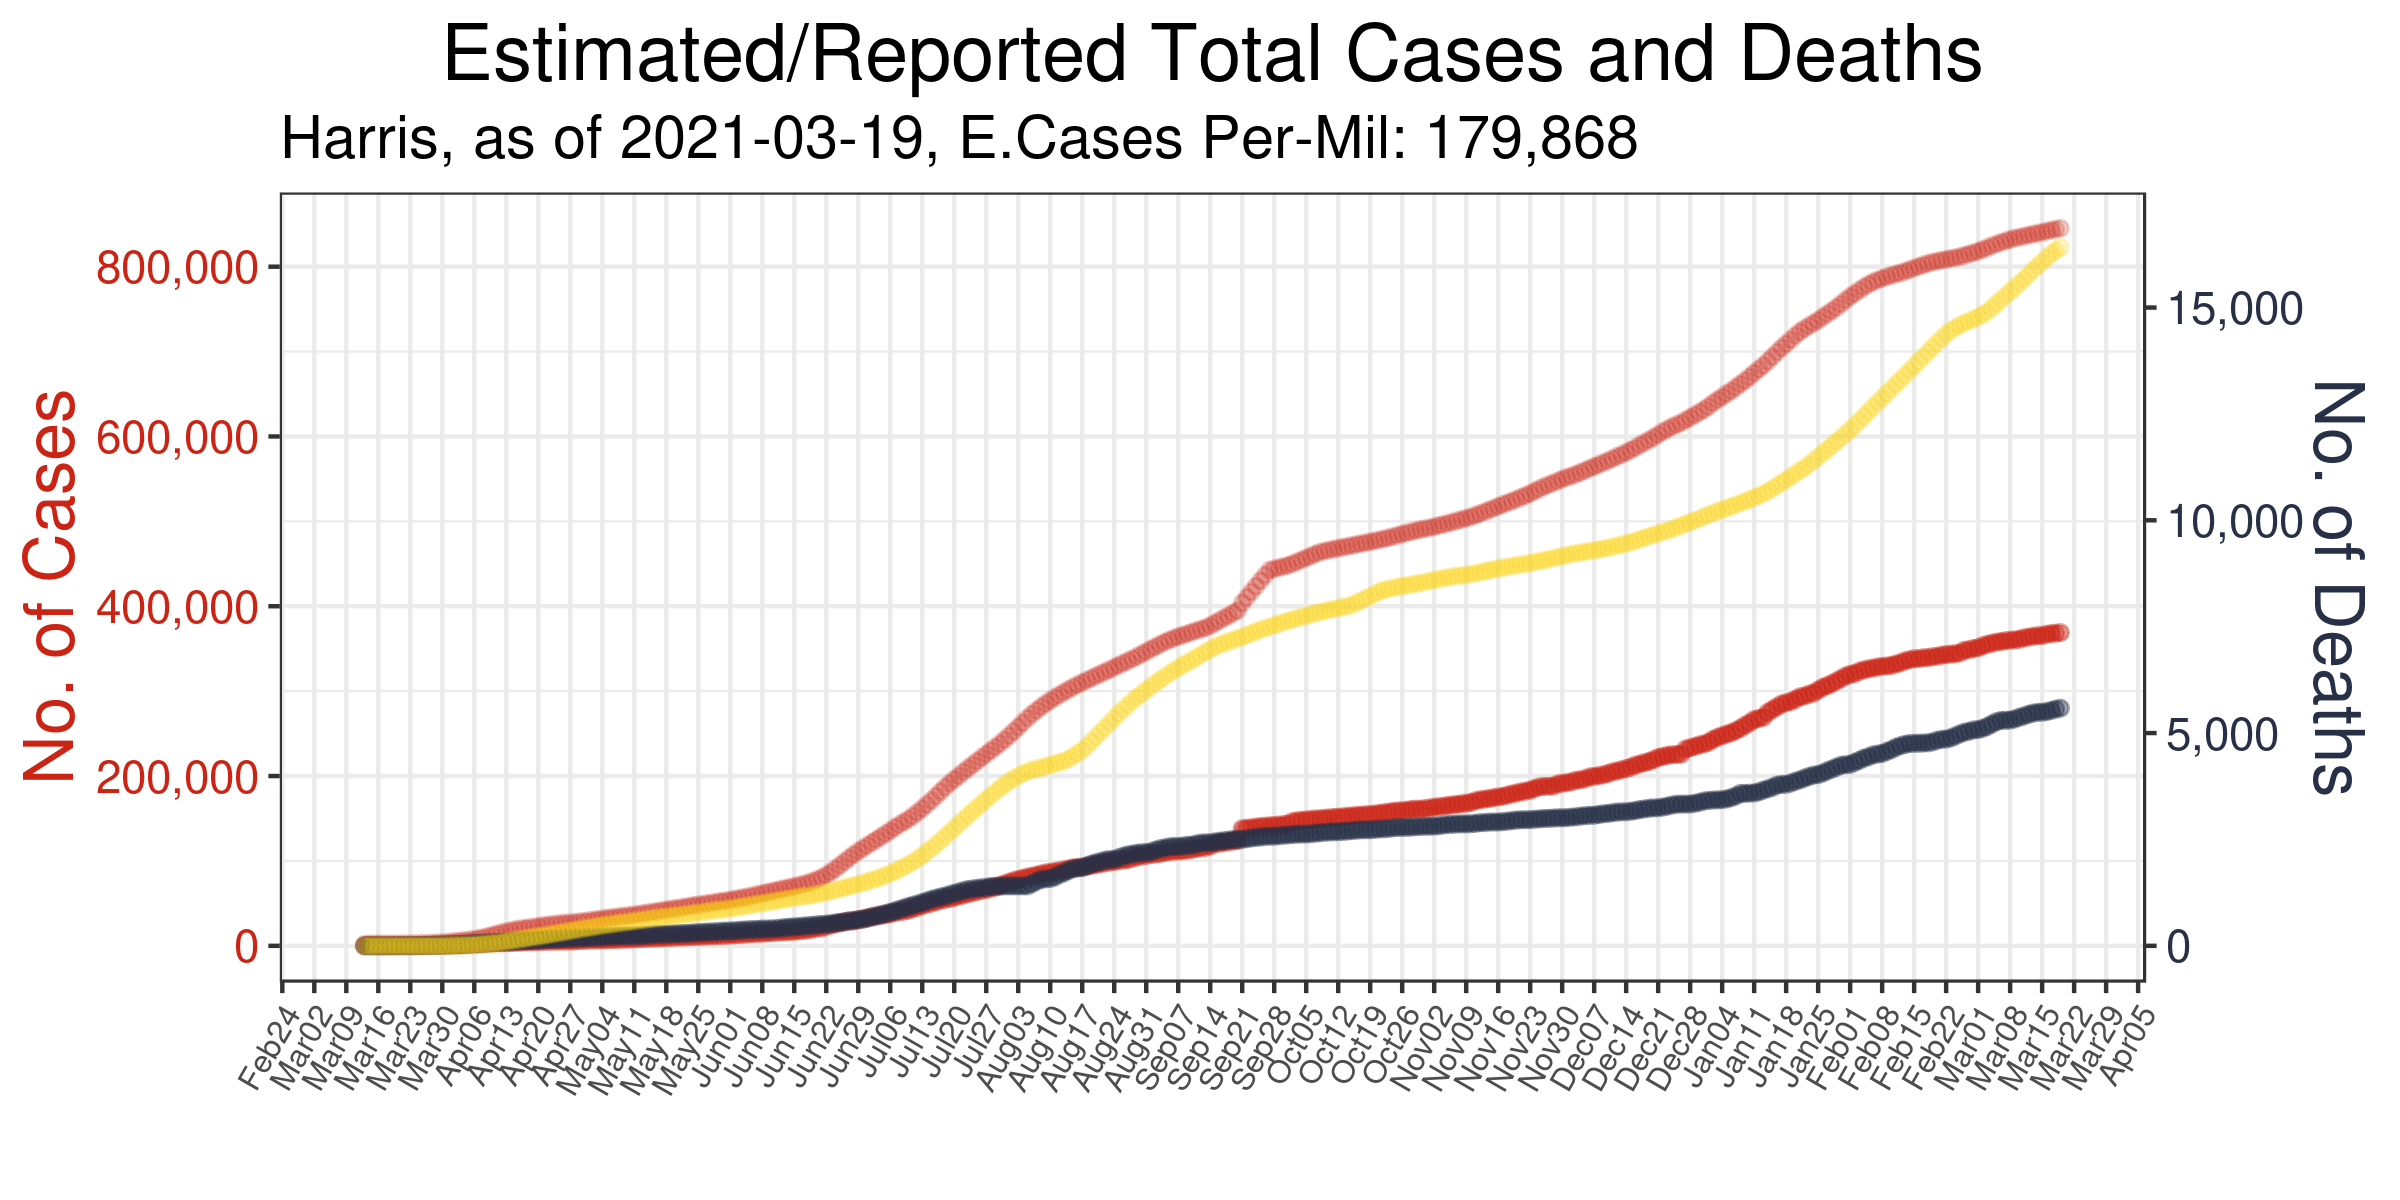 Estimated/Reported Total Cases and Deaths
Harris, as of 2021-03-19, E.Cases Per-Mil: 179,868
No. of Cases
800,000
600,000
400,000
200,000
0
15,000
10,000
5,000
0
No. of Deaths
Feb24
Mar02
Mar09
Mar16
Mar23
Mar30
Apr06
Apr13
Apr20
Apr27
May04
May11
May18
May25
Jun01
Jun08
Jun15
Jun22
Jun29
Jul06
Jul13
Jul20
Jul27
Aug03
Aug10
Aug17
Aug24
Aug31
Sep07
Sep14
Sep21
Sep28
Oct05
Oct12
Oct19
Oct26
Nov02
Nov09
Nov16
Nov23
Nov30
Dec07
Dec14
Dec21
Dec28
Jan04
Jan11
Jan18
Jan25
Feb01
Feb08
Feb15
Feb22
Mar01
Mar08
Mar15
Mar22
Mar29
Apr05